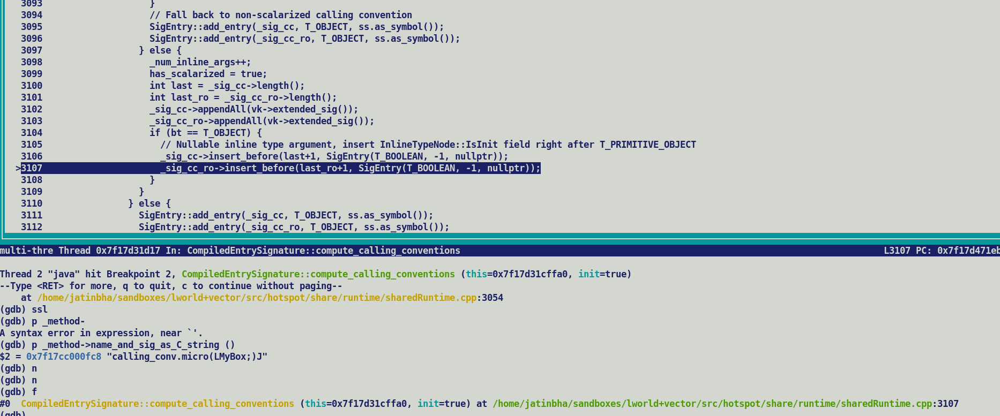 3093                    }
3094                    // Fall back to non-scalarized calling convention
3095                    SigEntry::add_entry(_sig_cc, T_OBJECT, ss.as_symbol());
3096                    SigEntry::add_entry(_sig_cc_ro, T_OBJECT, ss.as_symbol());
3097                  } else {
3098                    _num_inline_args++;
3099                    has_scalarized = true;
3100                    int last = _sig_cc->length();
3101                    int last_ro = _sig_cc_ro->length();
3102                    _sig_cc->appendAll(vk->extended_sig());
3103                    _sig_cc_ro->appendAll(vk->extended_sig());
3104                    if (bt == T_OBJECT) {
3105                      // Nullable inline type argument, insert InlineTypeNode::IsInit field right after T_PRIMITIVE_OBJECT
3106                      _sig_cc->insert_before(last+1, SigEntry(T_BOOLEAN, -1, nullptr));
>3107                      _sig_cc_ro->insert_before(last_ro+1, SigEntry(T_BOOLEAN, -1, nullptr));
3108                    }
3109                  }
3110                } else {
3111                  SigEntry::add_entry(_sig_cc, T_OBJECT, ss.as_symbol());
3112                  SigEntry::add_entry(_sig_cc_ro, T_OBJECT, ss.as_symbol());
multi-thre Thread 0x7f17d31d17 In: CompiledEntrySignature::compute_calling_conventions L3107 PC: 0x7f17d471eb
Thread 2 "java" hit Breakpoint 2, CompiledEntrySignature::compute_calling_conventions (this=0x7f17d31cffa0, init=true)
--Type <RET> for more, q to quit, c to continue without paging--
    at /home/jatinbha/sandboxes/lworld+vector/src/hotspot/share/runtime/sharedRuntime.cpp:3054
(gdb) ssl
(gdb) p _method-
A syntax error in expression, near `'.
(gdb) p _method->name_and_sig_as_C_string ()
$2 = 0x7f17cc000fc8 "calling_conv.micro(LMyBox;)J"
(gdb) n
(gdb) n
(gdb) f
#0  CompiledEntrySignature::compute_calling_conventions (this=0x7f17d31cffa0, init=true) at /home/jatinbha/sandboxes/lworld+vector/src/hotspot/share/runtime/sharedRuntime.cpp:3107
(gdb)